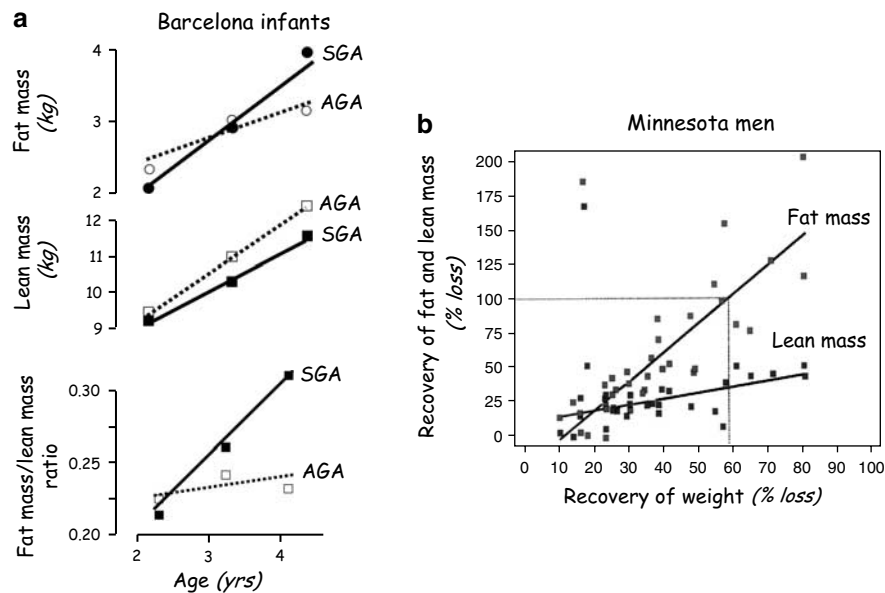 a
Barcelona infants
Fat mass
(kg)
4
3
2
SGA
AGA
Lean mass
(kg)
12
11
10
9
AGA
SGA
Fat mass/lean mass
ratio
0.30
0.25
0.20
SGA
AGA
2
3
4
Age (yrs)
b
Minnesota men
Recovery of fat and lean mass
(% loss)
200
175
150
125
100
75
50
25
0
Fat mass
Lean mass
0 10 20 30 40 50 60 70 80 90 100
Recovery of weight (% loss)